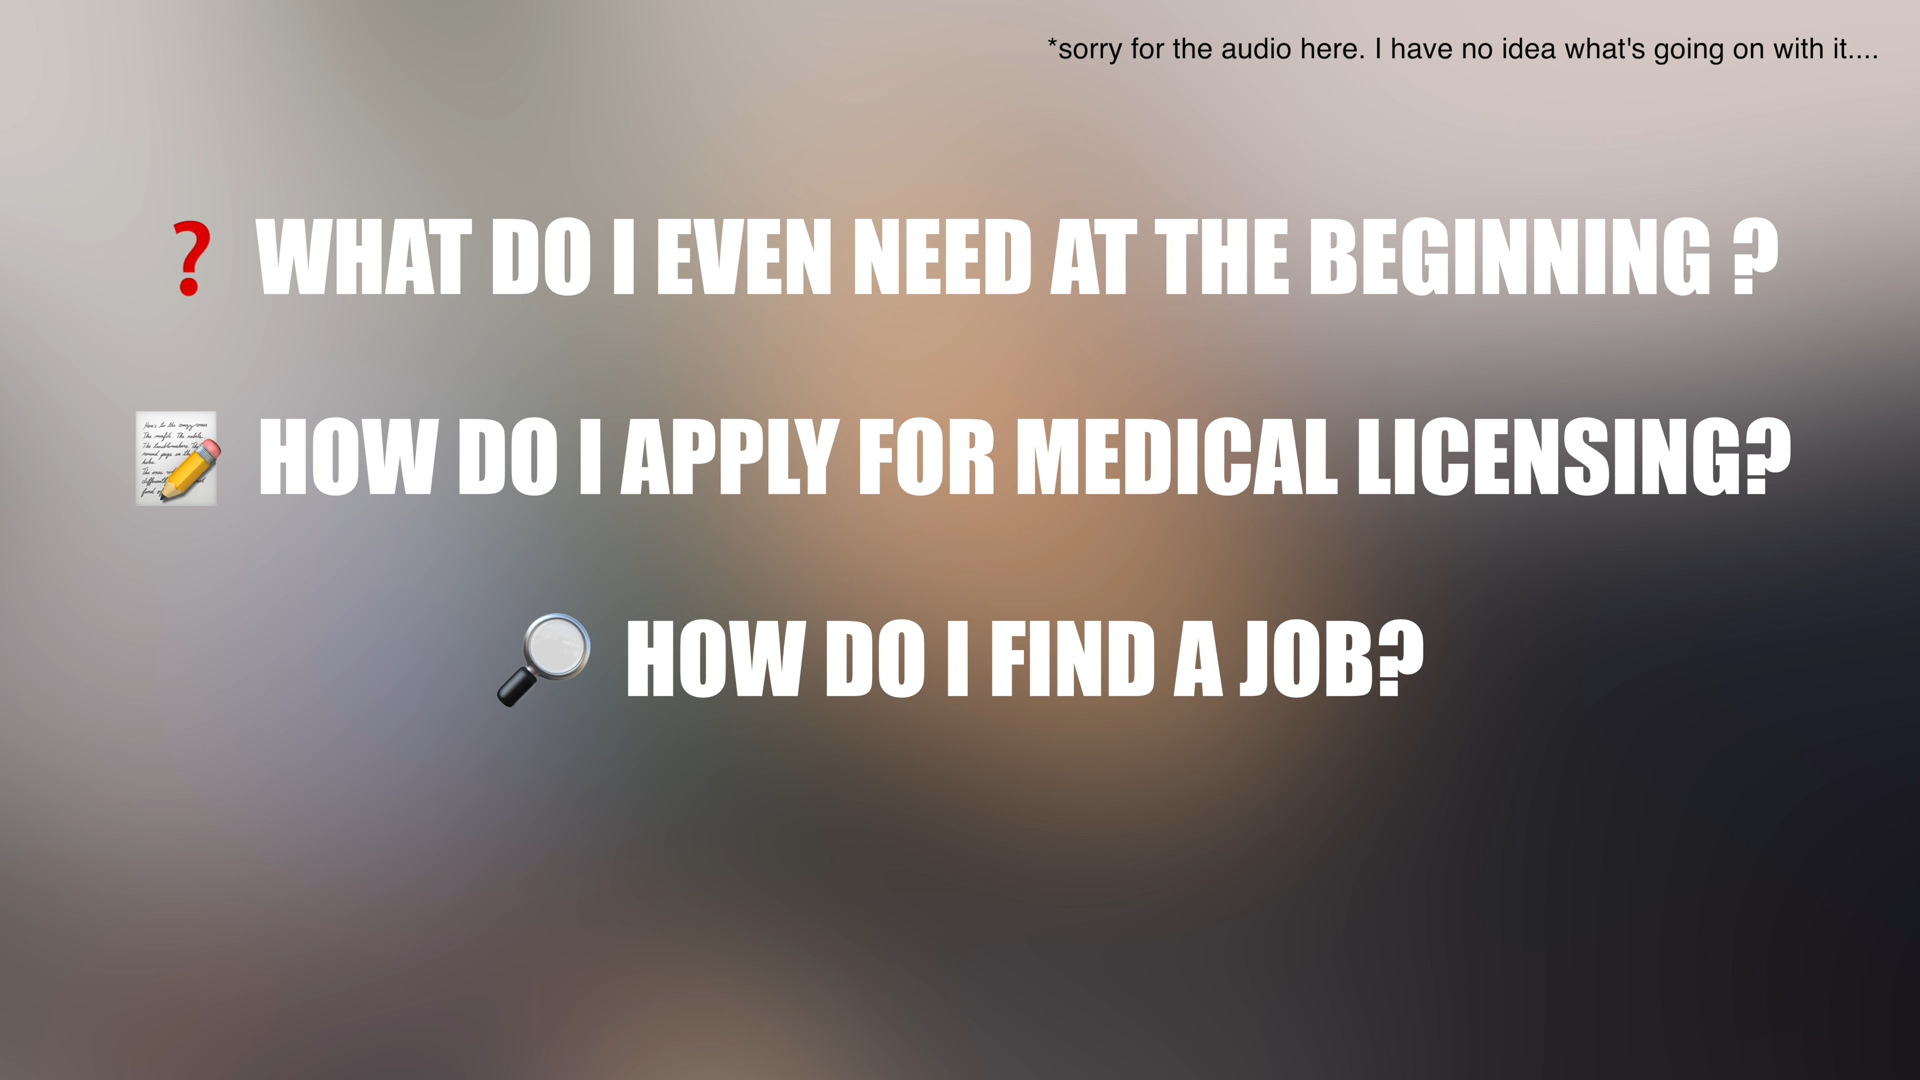 *sorry for the audio here. I have no idea what's going on with it....
❓ WHAT DO I EVEN NEED AT THE BEGINNING ?
📝 HOW DO I APPLY FOR MEDICAL LICENSING?
🔎 HOW DO I FIND A JOB?